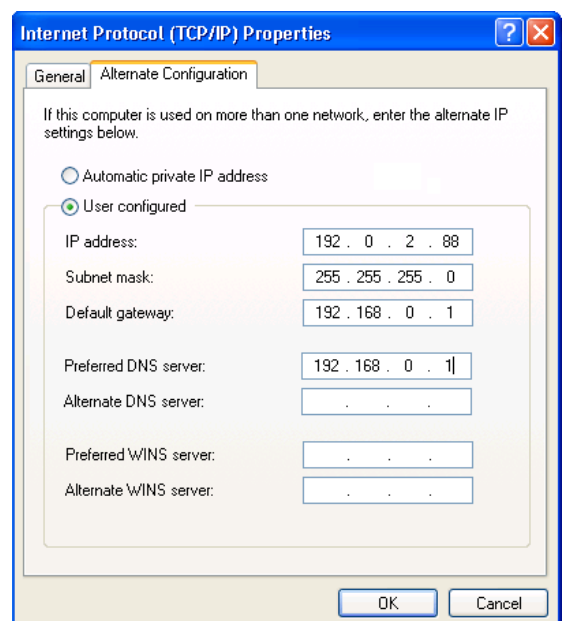 Internet Protocol (TCP/IP) Properties
General
Alternate Configuration
If this computer is used on more than one network, enter the alternate IP
settings below.
Automatic private IP address
User configured
IP address: 192 . 0 . 2 . 88
Subnet mask: 255 . 255 . 255 . 0
Default gateway: 192 . 168 . 0 . 1
Preferred DNS server: 192 . 168 . 0 . 1
Alternate DNS server: . . .
Preferred WINS server: . . .
Alternate WINS server: . . .
OK Cancel